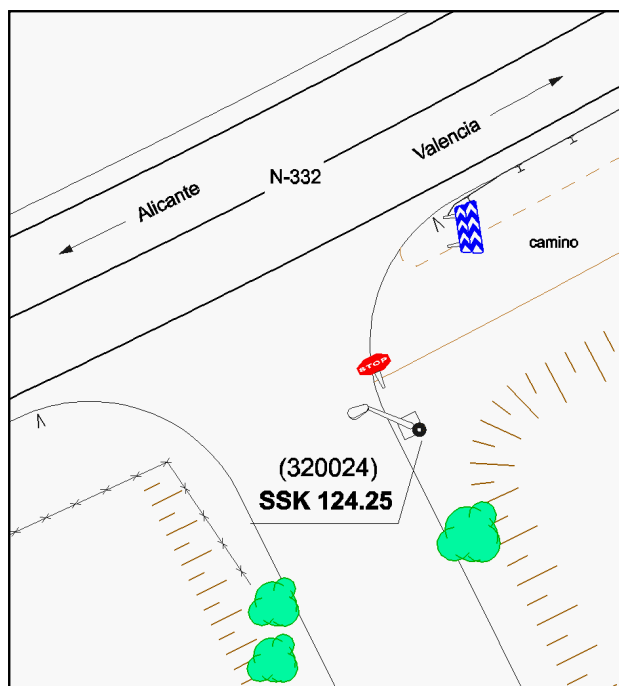 Valencia
N-332
Alicante
camino
STOP
(320024)
SSK 124.25